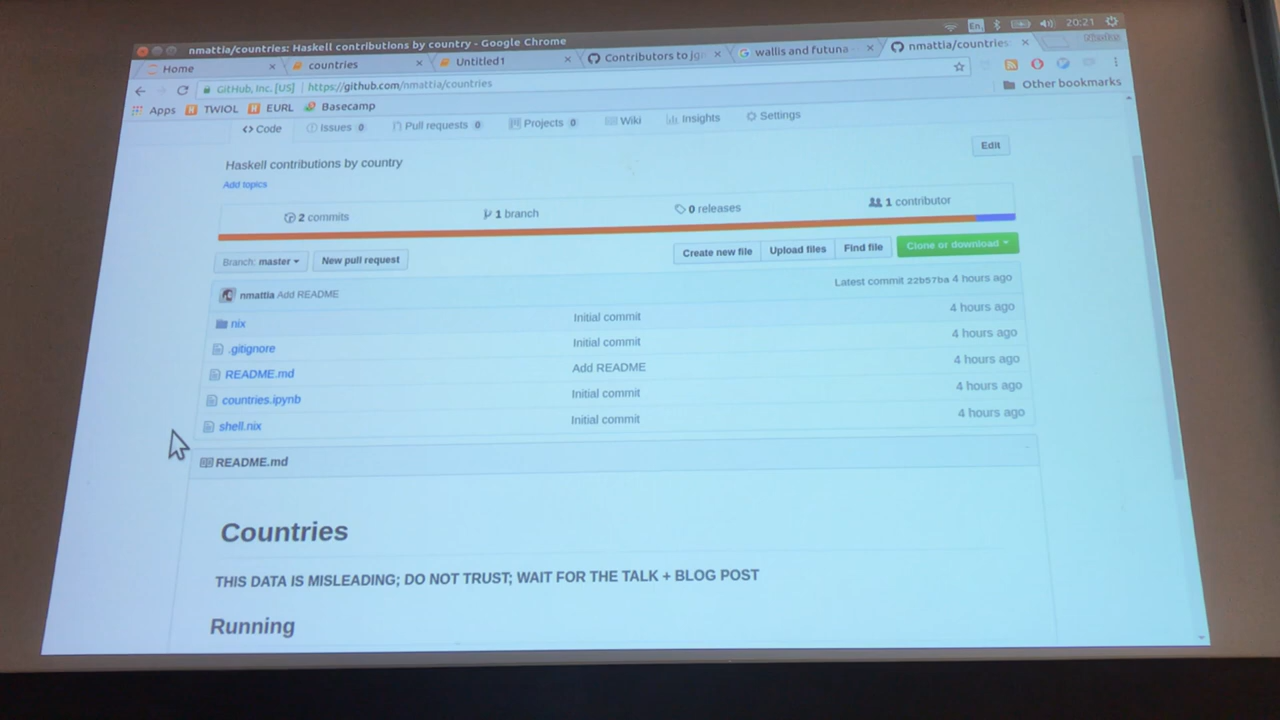 nmattia/countries: Haskell contributions by country - Google Chrome
En 20:21
Home × countries × Untitled1 × Contributors to jg × wallis and futuna × nmattia/countries × Nicolas
GitHub, Inc. [US] | https://github.com/nmattia/countries
Apps TWIOL EURL Basecamp Other bookmarks
Code Issues 0 Pull requests 0 Projects 0 Wiki Insights Settings
Haskell contributions by country Edit
Add topics
2 commits 1 branch 0 releases 1 contributor
Branch: master New pull request Create new file Upload files Find file Clone or download
nmattia Add README Latest commit 22b57ba 4 hours ago
nix Initial commit 4 hours ago
.gitignore Initial commit 4 hours ago
README.md Add README 4 hours ago
countries.ipynb Initial commit 4 hours ago
shell.nix Initial commit 4 hours ago
README.md
Countries
THIS DATA IS MISLEADING; DO NOT TRUST; WAIT FOR THE TALK + BLOG POST
Running